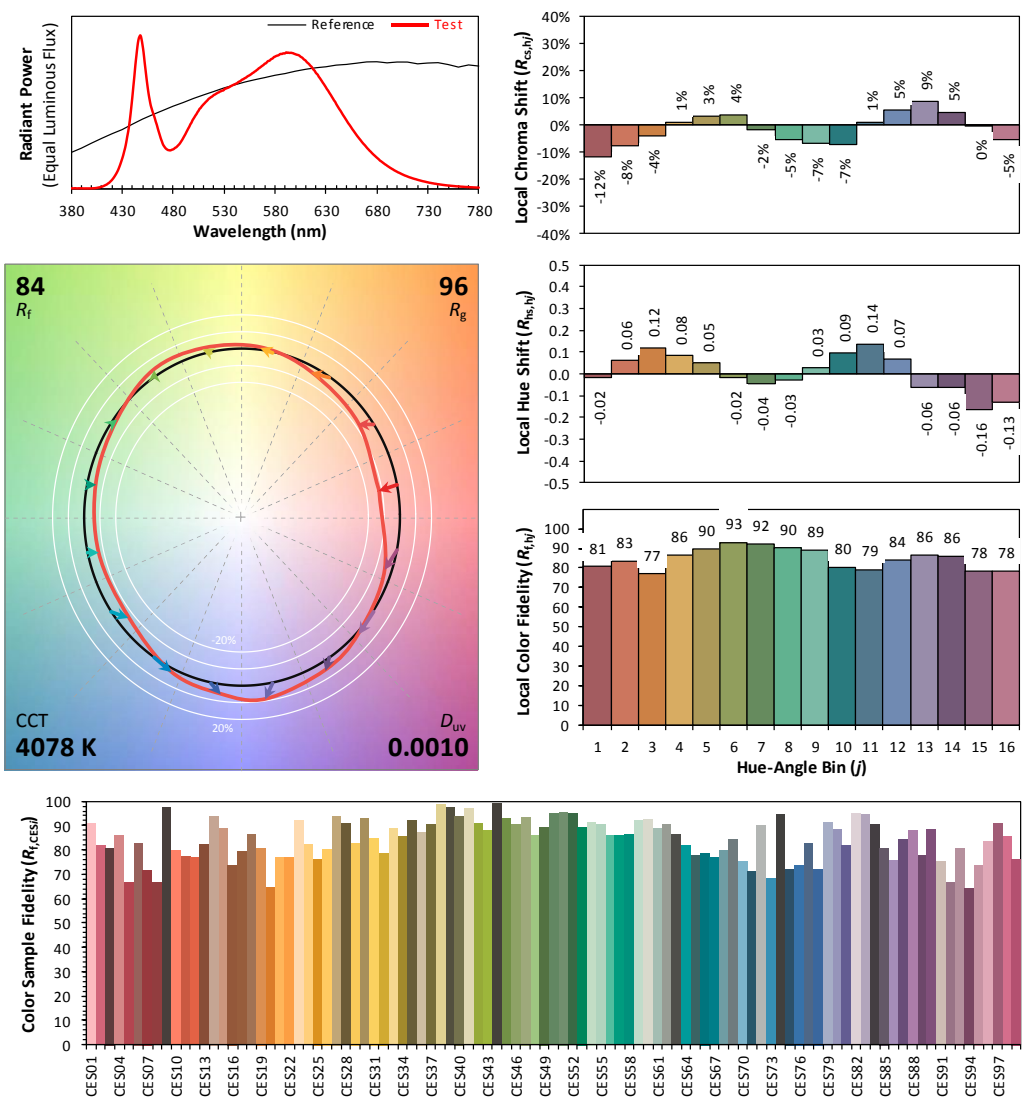 Reference
Test
Radiant Power
(Equal Luminous Flux)
380 430 480 530 580 630 680 730 780
Wavelength (nm)
Local Chroma Shift (Rcs,hj)
40%
30%
20%
10%
0%
-10%
-20%
-30%
-40%
-12% -8% -4% 1% 3% 4% -2% -5% -7% -7% 1% 5% 9% 5% 0% -5%
84
Rf
96
Rg
-20%
20%
CCT
4078 K
Duv
0.0010
Local Hue Shift (Rhs,hj)
0.5
0.4
0.3
0.2
0.1
0.0
-0.1
-0.2
-0.3
-0.4
-0.5
-0.02 0.06 0.12 0.08 0.05 -0.02 -0.04 -0.03 0.03 0.09 0.14 0.07 -0.06 -0.06 -0.16 -0.13
Local Color Fidelity (Rf,hj)
100
90
80
70
60
50
40
30
20
10
0
81 83 77 86 90 93 92 90 89 80 79 84 86 86 78 78
1 2 3 4 5 6 7 8 9 10 11 12 13 14 15 16
Hue-Angle Bin (j)
Color Sample Fidelity (Rf,CESi)
100
90
80
70
60
50
40
30
20
10
0
CES01 CES04 CES07 CES10 CES13 CES16 CES19 CES22 CES25 CES28 CES31 CES34 CES37 CES40 CES43 CES46 CES49 CES52 CES55 CES58 CES61 CES64 CES67 CES70 CES73 CES76 CES79 CES82 CES85 CES88 CES91 CES94 CES97